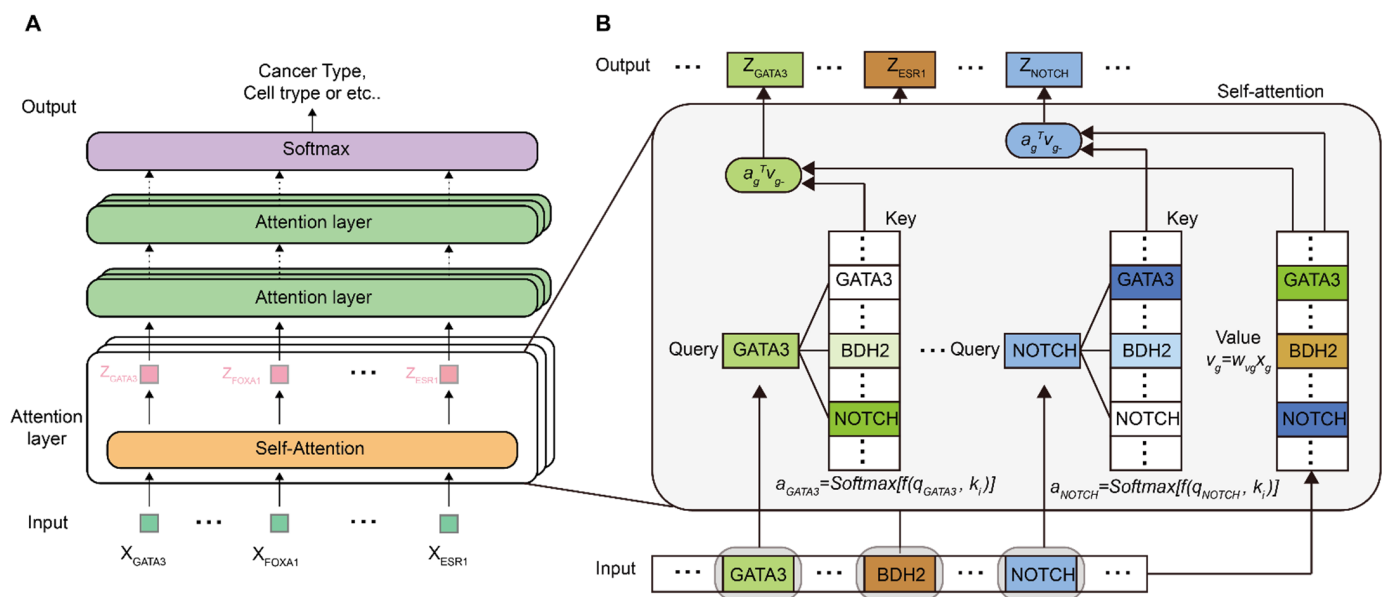 A
Cancer Type,
Cell trype or etc..
Output
Softmax
Attention layer
Attention layer
Z_GATA3 Z_FOXA1 ... Z_ESR1
Attention
layer
Self-Attention
Input ... ...
X_GATA3 X_FOXA1 X_ESR1
B
Output ... Z_GATA3 ... Z_ESR1 ... Z_NOTCH ...
Self-attention
a_g^T v_g-
a_g^T v_g-
Key
GATA3
BDH2
NOTCH
Query GATA3
a_GATA3=Softmax[f(q_GATA3, k_i)]
...
Key
GATA3
BDH2
NOTCH
Query NOTCH
a_NOTCH=Softmax[f(q_NOTCH, k_i)]
Value
v_g=w_vg x_g
GATA3
BDH2
NOTCH
Input ... GATA3 ... BDH2 ... NOTCH ...